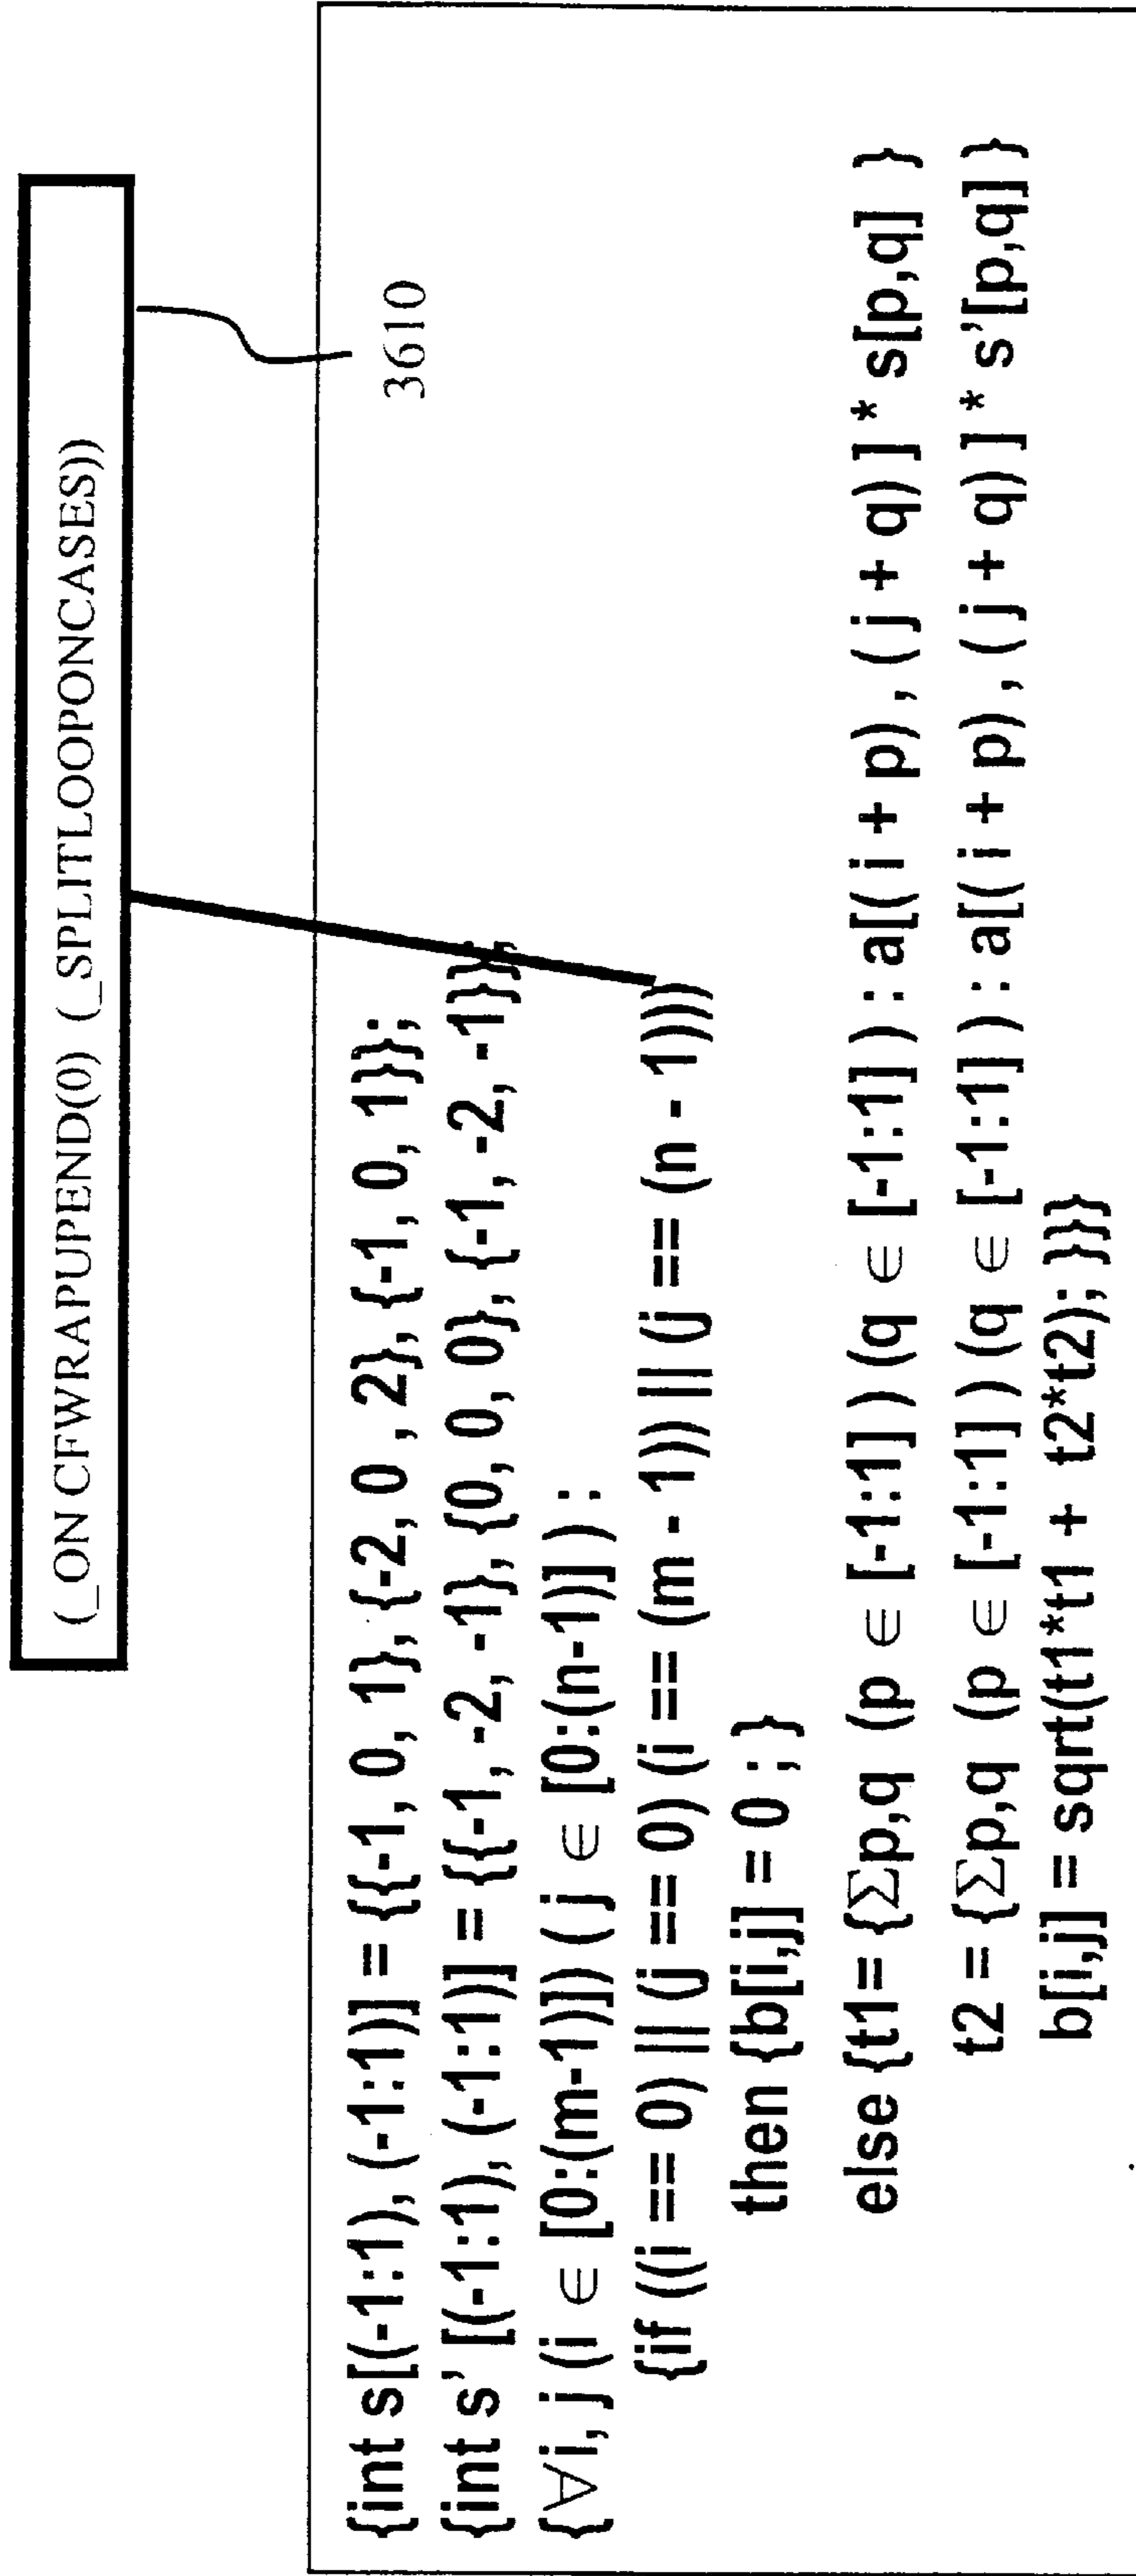 (_ON CFWRAPUPEND(0) (_SPLITLOOPONCASES))
3610
{int s[(-1:1), (-1:1)] = {{-1, 0, 1}, {-2, 0 ,2}, {-1, 0, 1}};
{int s' [(-1:1), (-1:1)] = {{-1, -2, -1}, {0, 0, 0}, {-1, -2, -1}};
{∀i, j (i ∈ [0:(m-1)]) ( j ∈ [0:(n-1)] ) :
{if ((i == 0) || (j == 0) (i == (m - 1)) || (j == (n - 1)))
then {b[i,j] = 0 ; }
else {t1= {Σp,q (p ∈ [-1:1] ) (q ∈ [-1:1] ) : a[( i + p) , ( j + q) ] * s[p,q] }
t2 = {Σp,q (p ∈ [-1:1] ) (q ∈ [-1:1] ) : a[( i + p) , ( j + q) ] * s'[p,q] }
b[i,j] = sqrt(t1*t1 + t2*t2); }}}